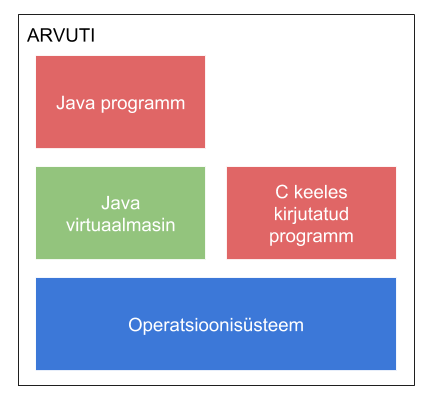 ARVUTI
Java programm
Java
virtuaalmasin
C keeles
kirjutatud
programm
Operatsioonisüsteem